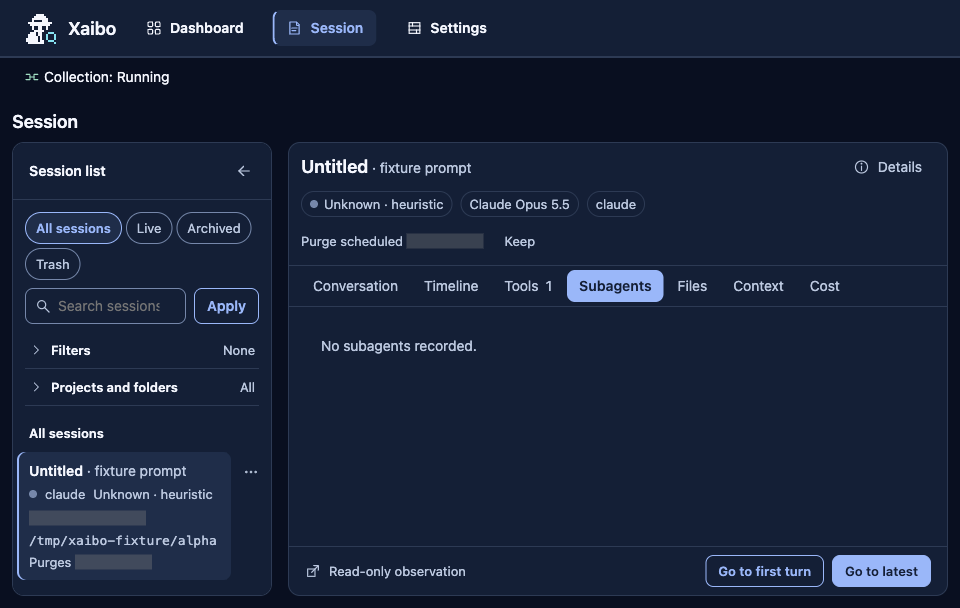 Xaibo Dashboard Session Settings
Collection: Running
Session
Session list
All sessions Live Archived
Trash
Search sessions Apply
Filters None
Projects and folders All
All sessions
Untitled · fixture prompt
claude Unknown · heuristic
/tmp/xaibo-fixture/alpha
Purges
Untitled · fixture prompt Details
Unknown · heuristic Claude Opus 5.5 claude
Purge scheduled Keep
Conversation Timeline Tools 1 Subagents Files Context Cost
No subagents recorded.
Read-only observation Go to first turn Go to latest